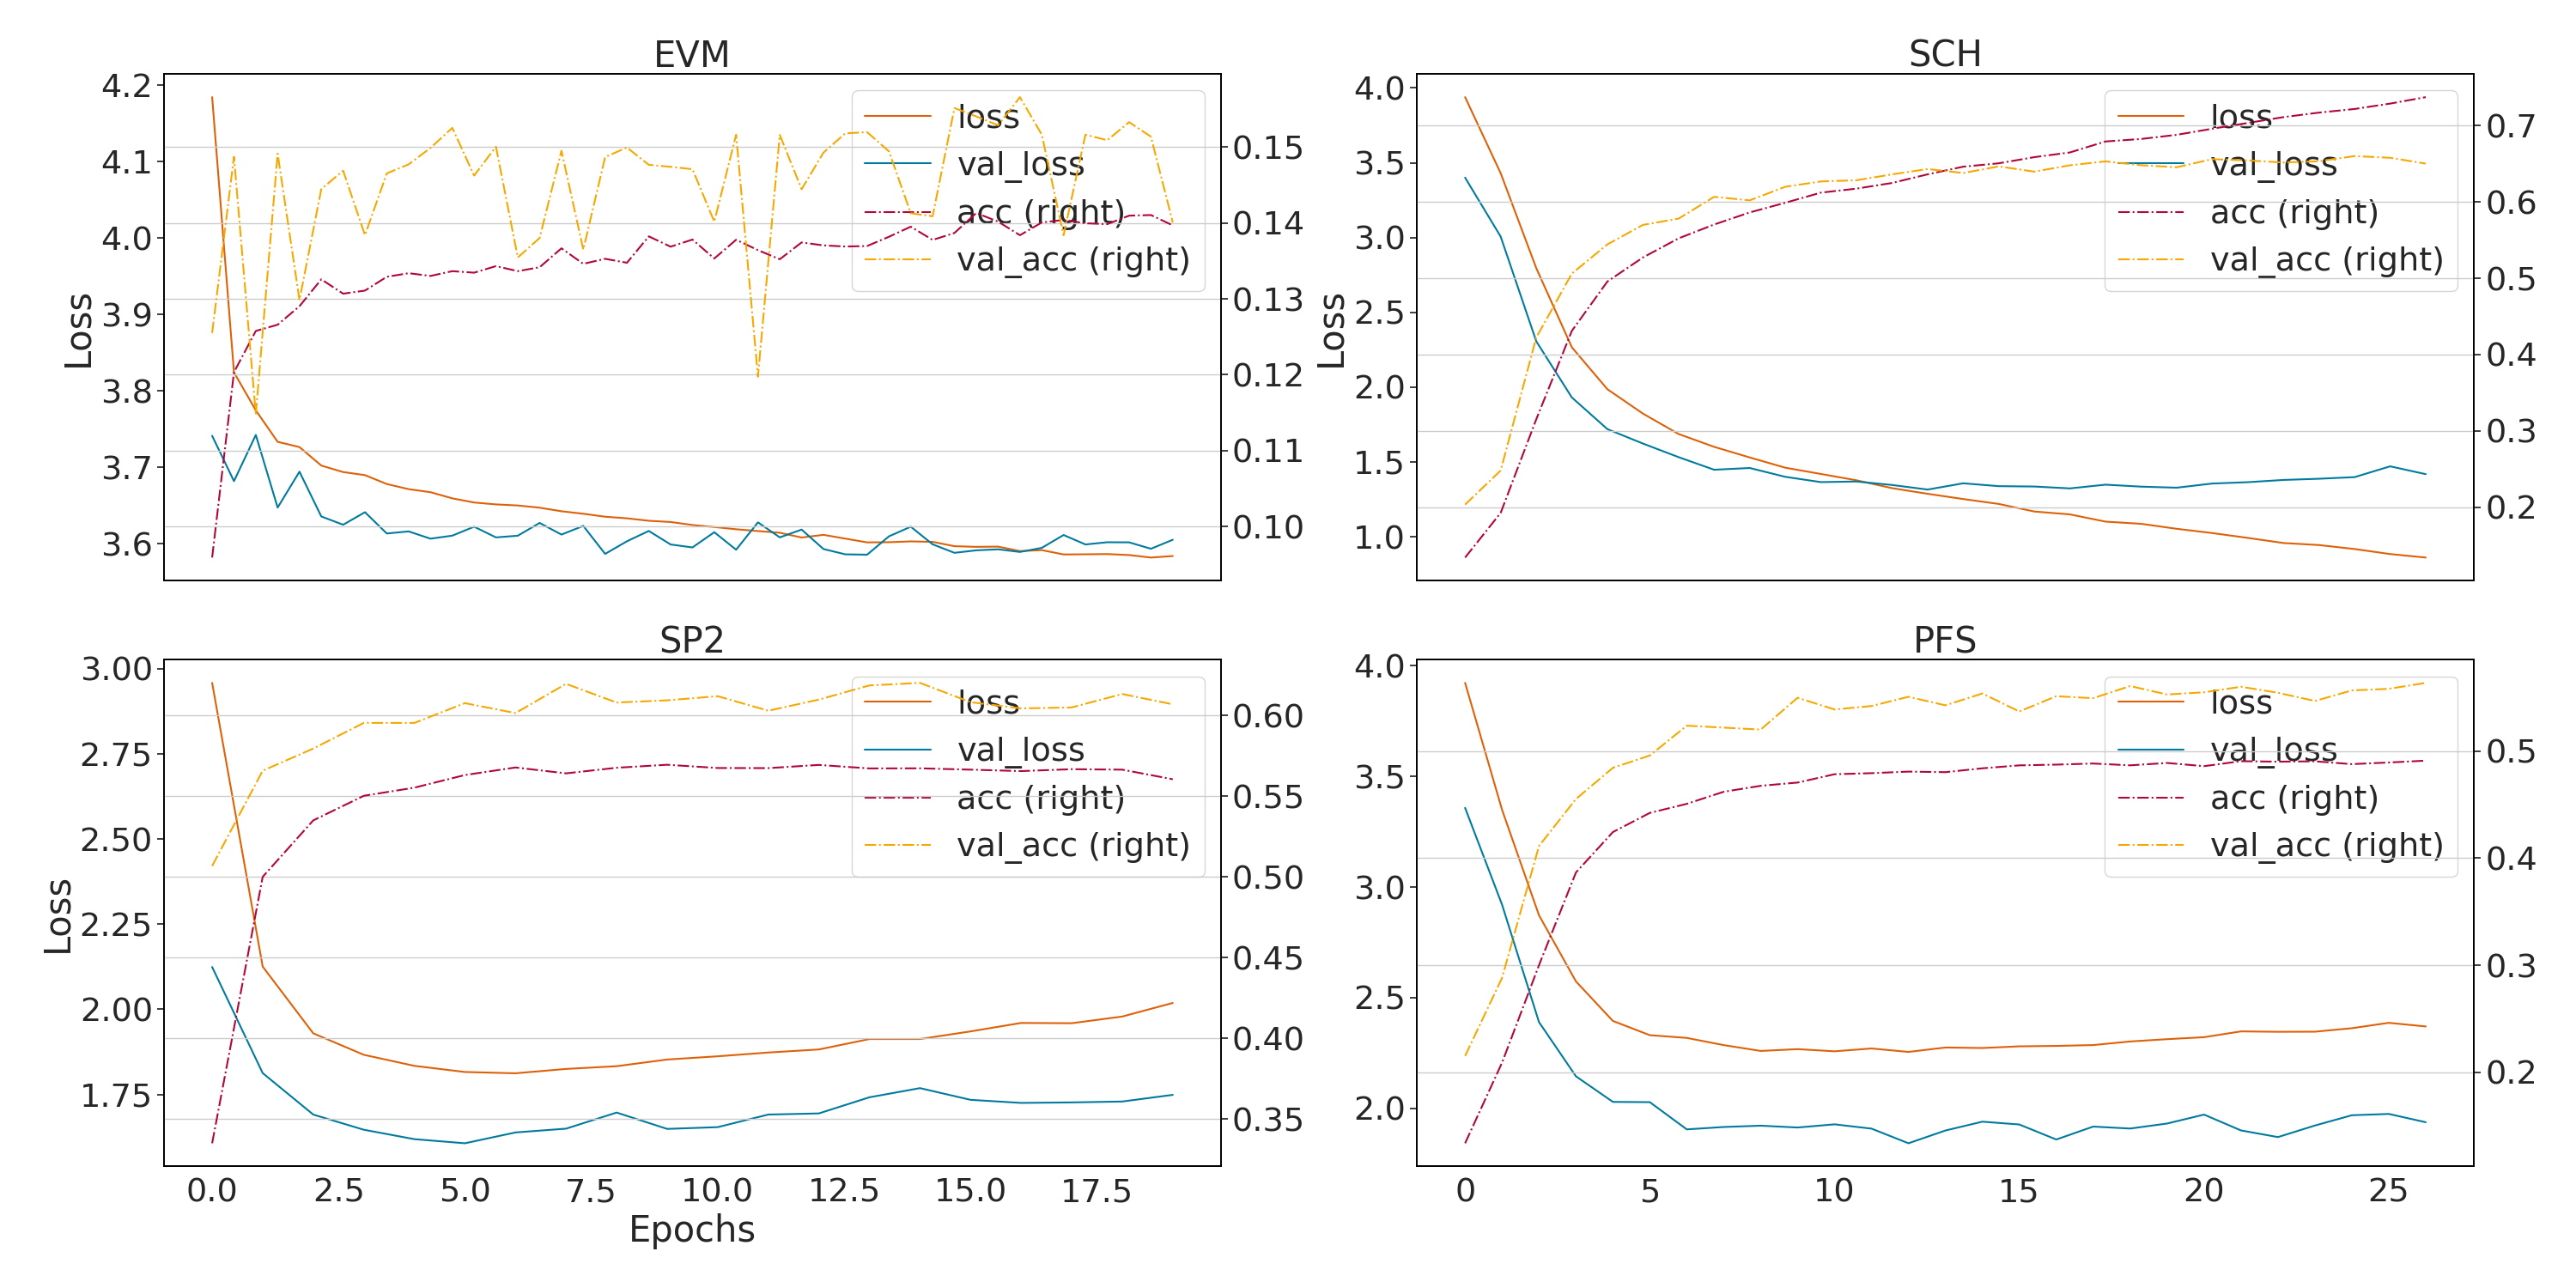 EVM
4.2
4.1
4.0
3.9
3.8
3.7
3.6
Loss
loss
val_loss
acc (right)
val_acc (right)
0.15
0.14
0.13
0.12
0.11
0.10
SCH
4.0
3.5
3.0
2.5
2.0
1.5
1.0
Loss
loss
val_loss
acc (right)
val_acc (right)
0.7
0.6
0.5
0.4
0.3
0.2
SP2
3.00
2.75
2.50
2.25
2.00
1.75
Loss
loss
val_loss
acc (right)
val_acc (right)
0.60
0.55
0.50
0.45
0.40
0.35
0.0 2.5 5.0 7.5 10.0 12.5 15.0 17.5
Epochs
PFS
4.0
3.5
3.0
2.5
2.0
loss
val_loss
acc (right)
val_acc (right)
0.5
0.4
0.3
0.2
0 5 10 15 20 25